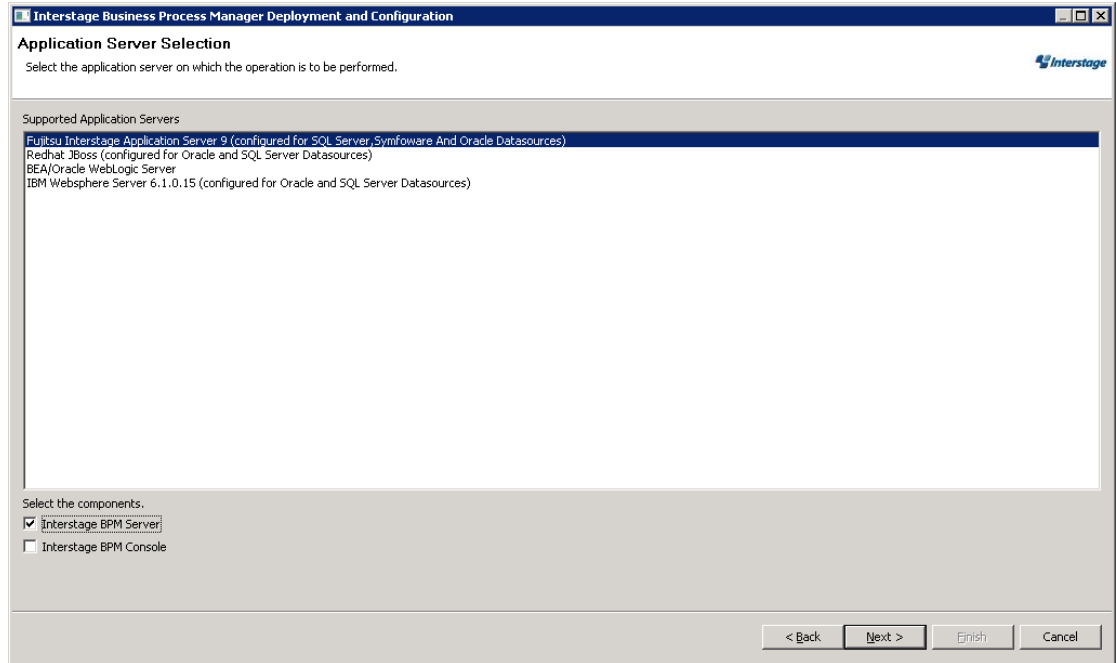 Interstage Business Process Manager Deployment and Configuration
Application Server Selection
Select the application server on which the operation is to be performed.
Interstage
Supported Application Servers
Fujitsu Interstage Application Server 9 (configured for SQL Server,Symfoware And Oracle Datasources)
Redhat JBoss (configured for Oracle and SQL Server Datasources)
BEA/Oracle WebLogic Server
IBM Websphere Server 6.1.0.15 (configured for Oracle and SQL Server Datasources)
Select the components.
Interstage BPM Server
Interstage BPM Console
< Back Next > Finish Cancel